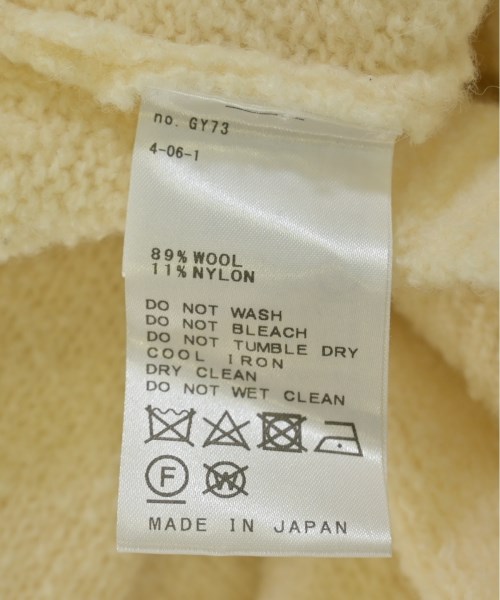 no. GY73
4-06-1
89% WOOL
11% NYLON
DO NOT WASH
DO NOT BLEACH
DO NOT TUMBLE DRY
COOL IRON
DRY CLEAN
DO NOT WET CLEAN
F W
MADE IN JAPAN